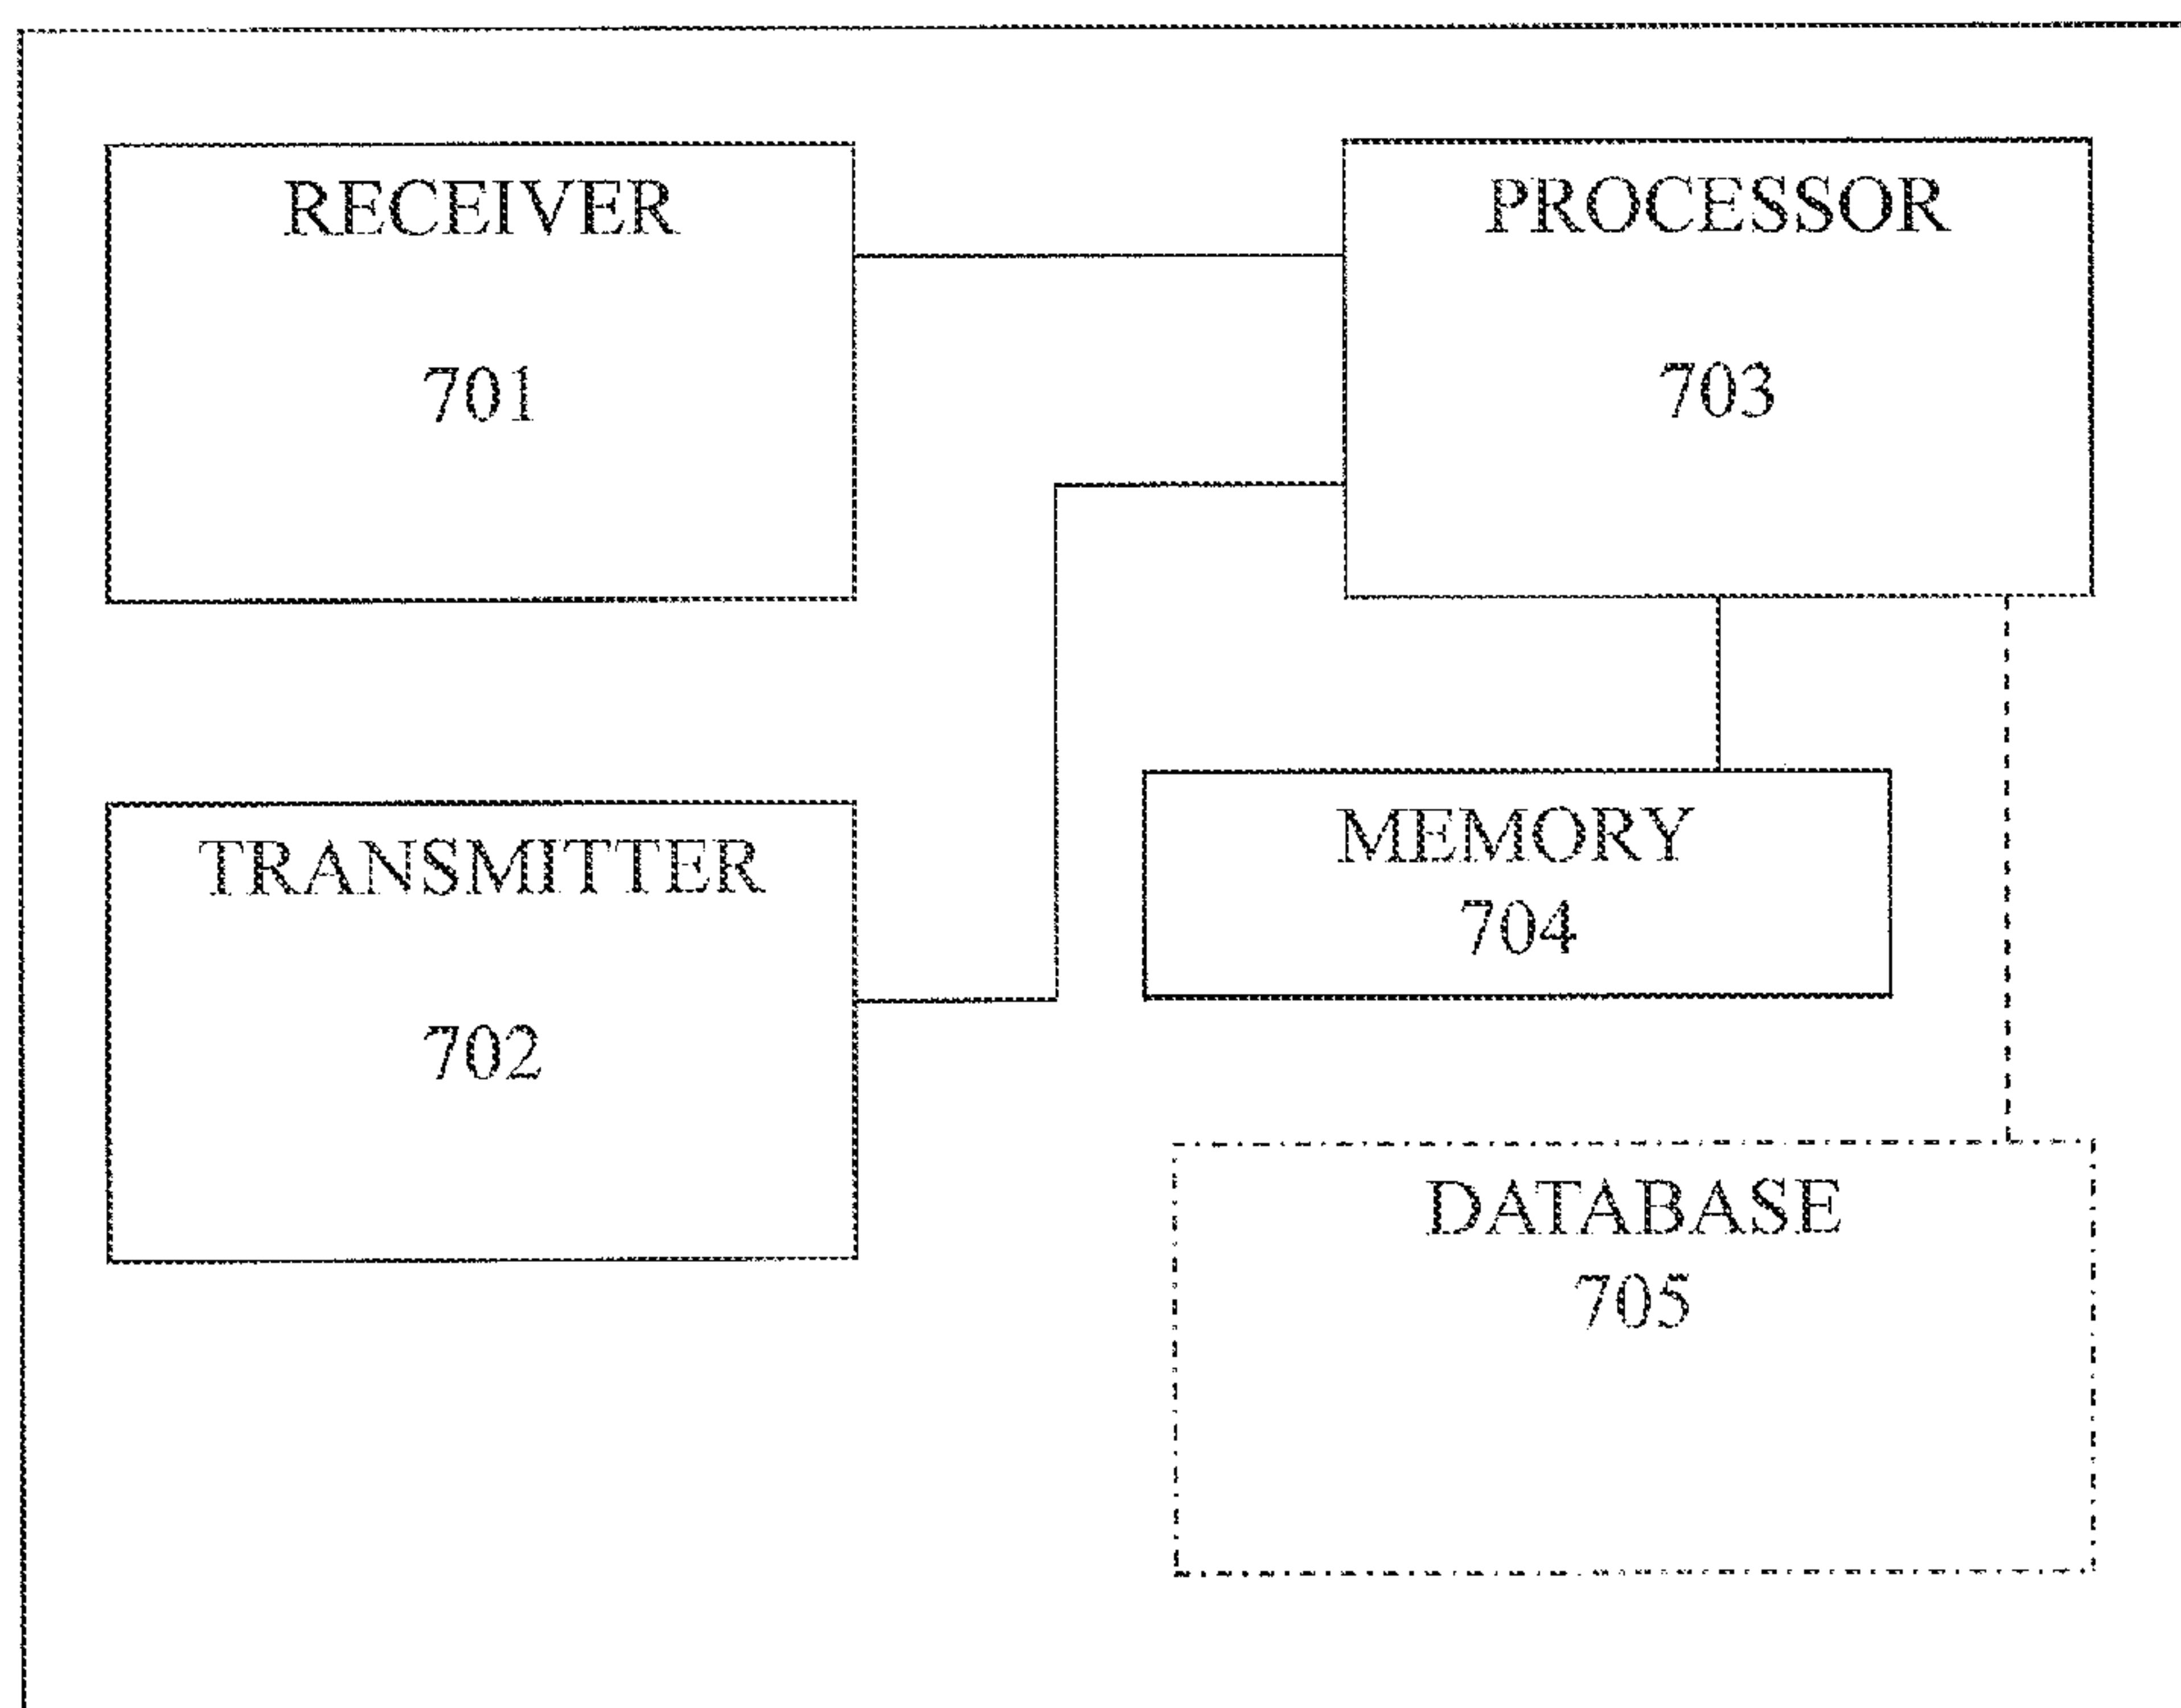 RECEIVER
701
PROCESSOR
703
TRANSMITTER
702
MEMORY
704
DATABASE
705